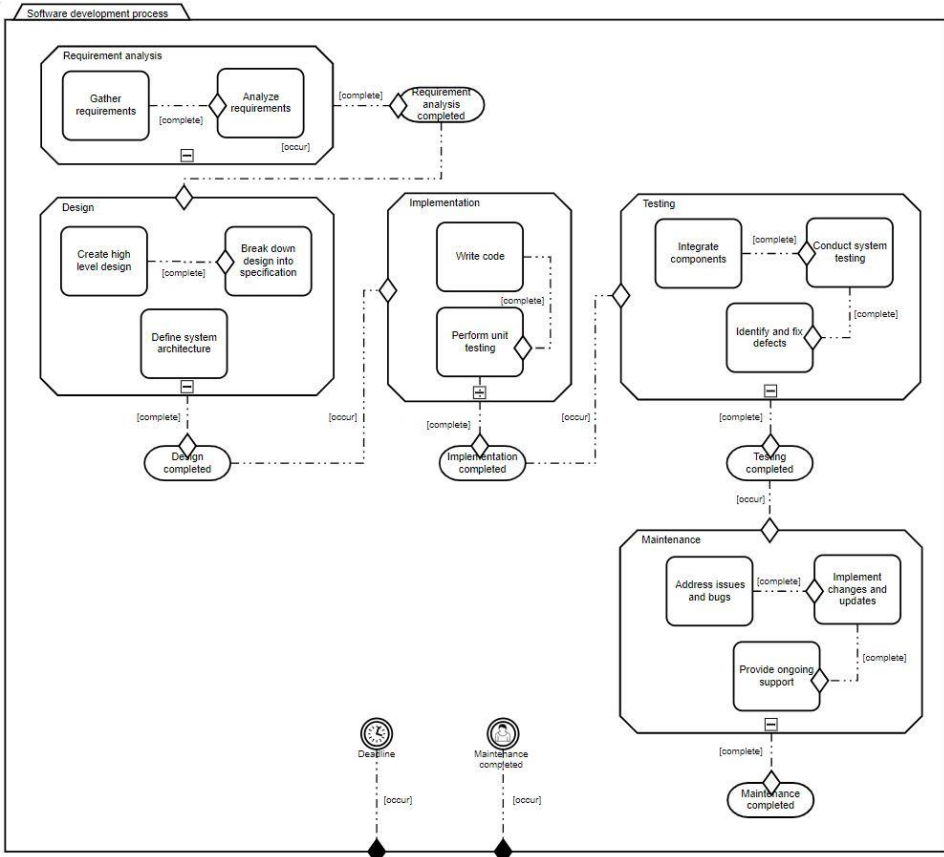 Software development process
Requirement analysis
Gather
requirements
[complete]
Analyze
requirements
[occur]
[complete]
Requirement
analysis
completed
Design
Create high
level design
[complete]
Break down
design into
specification
Define system
architecture
[complete]
Design
completed
[occur]
Implementation
Write code
[complete]
Perform unit
testing
[complete]
Implementation
completed
[occur]
Testing
Integrate
components
[complete]
Conduct system
testing
[complete]
Identify and fix
defects
[complete]
Testing
completed
[occur]
Maintenance
Address issues
and bugs
[complete]
Implement
changes and
updates
[complete]
Provide ongoing
support
[complete]
Maintenance
completed
Deadline
[occur]
Maintenance
completed
[occur]